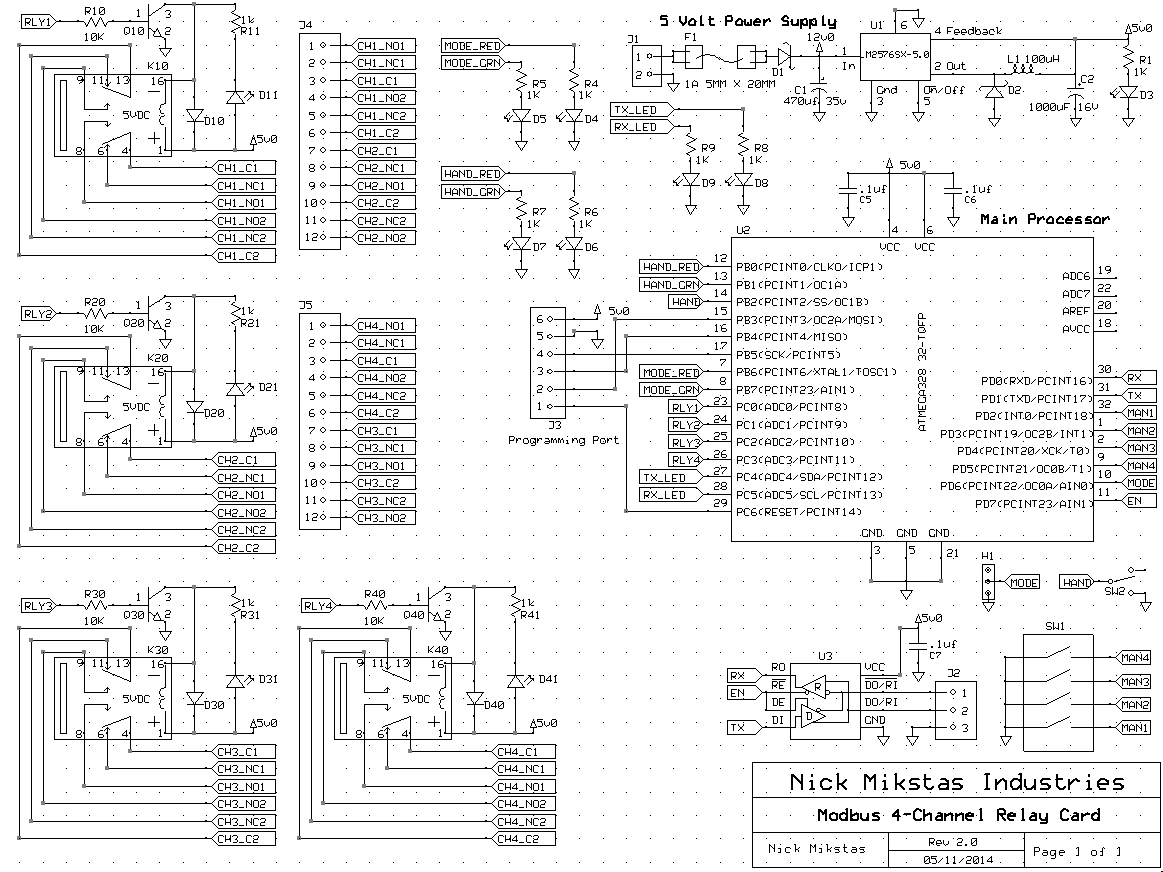 RLY1
R10
10K
Q10
1
3
2
1k
R11
K10
9
11
13
16
5VDC
8
6
4
1
D10
D11
5v0
CH1_C1
CH1_NC1
CH1_NO1
CH1_NO2
CH1_NC2
CH1_C2
J4
1 CH1_NO1
2 CH1_NC1
3 CH1_C1
4 CH1_NO2
5 CH1_NC2
6 CH1_C2
7 CH2_C1
8 CH2_NC1
9 CH2_NO1
10 CH2_C2
11 CH2_NC2
12 CH2_NO2
MODE_RED
MODE_GRN
R5
1K
R4
1K
D5
D4
HAND_RED
HAND_GRN
R7
1K
R6
1K
D7
D6
5 Volt Power Supply
J1
1
2
F1
1A 5MM X 20MM
D1
12v0
C1
470uf 35v
U1
6
M2576SX-5.0
1
In
4 Feedback
2 Out
Gnd
3
On/Off
5
L1 100uH
D2
C2
1000uF 16v
5v0
R1
1K
D3
TX_LED
RX_LED
R9
1K
R8
1K
D9
D8
5v0
.1uf
C5
.1uf
C6
Main Processor
U2
4
6
VCC
VCC
HAND_RED 12 PB0(PCINT0/CLKO/ICP1)
HAND_GRN 13 PB1(PCINT1/OC1A)
HAND 14 PB2(PCINT2/SS/OC1B)
15 PB3(PCINT3/OC2A/MOSI)
16 PB4(PCINT4/MISO)
17 PB5(SCK/PCINT5)
MODE_RED 7 PB6(PCINT6/XTAL1/TOSC1)
MODE_GRN 8 PB7(PCINT23/AIN1)
RLY1 23 PC0(ADC0/PCINT8)
RLY2 24 PC1(ADC1/PCINT9)
RLY3 25 PC2(ADC2/PCINT10)
RLY4 26 PC3(ADC3/PCINT11)
TX_LED 27 PC4(ADC4/SDA/PCINT12)
RX_LED 28 PC5(ADC5/SCL/PCINT13)
29 PC6(RESET/PCINT14)
ATMEGA328 32-TQFP
ADC6 19
ADC7 22
AREF 20
AVCC 18
PD0(RXD/PCINT16) 30 RX
PD1(TXD/PCINT17) 31 TX
PD2(INT0/PCINT18) 32 MAN1
PD3(PCINT19/OC2B/INT1) 1 MAN2
PD4(PCINT20/XCK/T0) 2 MAN3
PD5(PCINT21/OC0B/T1) 9 MAN4
PD6(PCINT22/OC0A/AIN0) 10 MODE
PD7(PCINT23/AIN1) 11 EN
GND GND GND
3 5 21
5v0
6
5
4
3
2
1
J3
Programming Port
RLY2
R20
10K
Q20
1
3
2
1k
R21
K20
9
11
13
16
5VDC
8
6
4
1
D20
D21
5v0
CH2_C1
CH2_NC1
CH2_NO1
CH2_NO2
CH2_NC2
CH2_C2
J5
1 CH4_NO1
2 CH4_NC1
3 CH4_C1
4 CH4_NO2
5 CH4_NC2
6 CH4_C2
7 CH3_C1
8 CH3_NC1
9 CH3_NO1
10 CH3_C2
11 CH3_NC2
12 CH3_NO2
RLY3
R30
10K
Q30
1
3
2
1k
R31
K30
9
11
13
16
5VDC
8
6
4
1
D30
D31
5v0
CH3_C1
CH3_NC1
CH3_NO1
CH3_NO2
CH3_NC2
CH3_C2
RLY4
R40
10K
Q40
1
3
2
1k
R41
K40
9
11
13
16
5VDC
8
6
4
1
D40
D41
5v0
CH4_C1
CH4_NC1
CH4_NO1
CH4_NO2
CH4_NC2
CH4_C2
H1
MODE
HAND
SW2
5v0
.1uf
C7
U3
RX RO
EN RE
DE
TX DI
R
D
VCC
DO/RI
DO/RI
GND
J2
1
2
3
SW1
MAN4
MAN3
MAN2
MAN1
Nick Mikstas Industries
Modbus 4-Channel Relay Card
Nick Mikstas
Rev 2.0
05/11/2014
Page 1 of 1